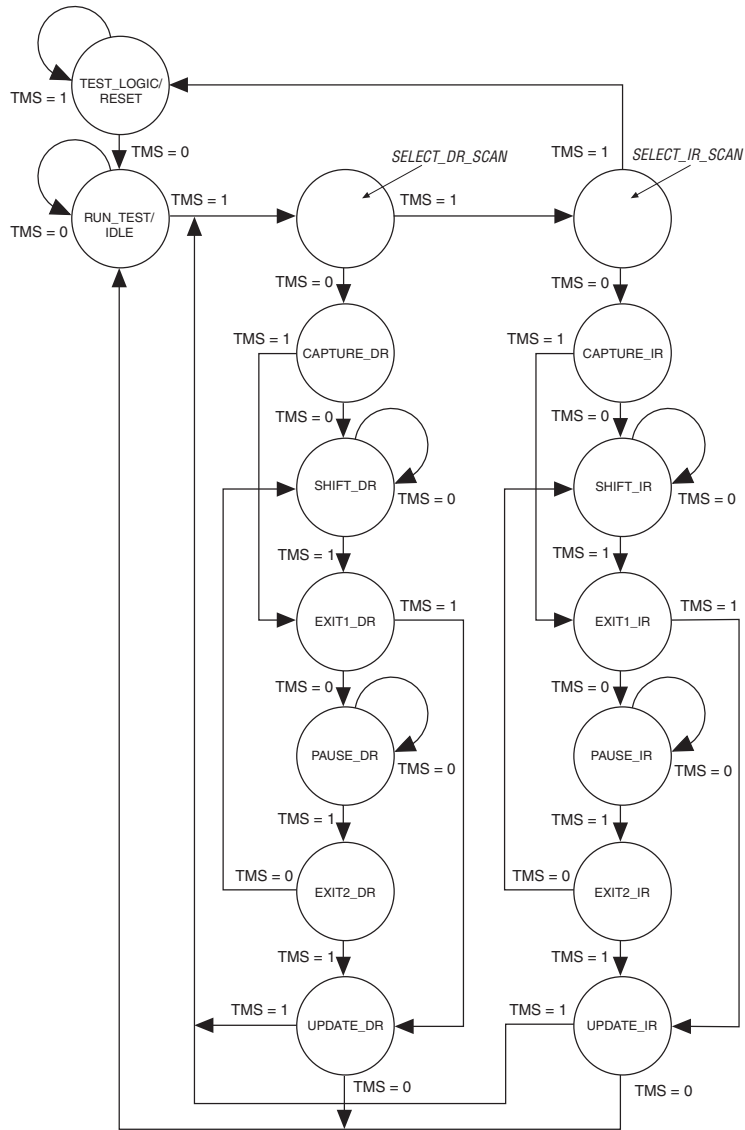 TEST_LOGIC/
RESET
TMS = 1
TMS = 0
SELECT_DR_SCAN
TMS = 1
SELECT_IR_SCAN
RUN_TEST/
IDLE
TMS = 0
TMS = 1
TMS = 1
TMS = 0
TMS = 0
TMS = 1
CAPTURE_DR
TMS = 1
CAPTURE_IR
TMS = 0
TMS = 0
SHIFT_DR
TMS = 0
SHIFT_IR
TMS = 0
TMS = 1
TMS = 1
EXIT1_DR
TMS = 1
EXIT1_IR
TMS = 1
TMS = 0
TMS = 0
PAUSE_DR
TMS = 0
PAUSE_IR
TMS = 0
TMS = 1
TMS = 1
TMS = 0
EXIT2_DR
TMS = 0
EXIT2_IR
TMS = 1
TMS = 1
TMS = 1
UPDATE_DR
TMS = 1
UPDATE_IR
TMS = 0
TMS = 0